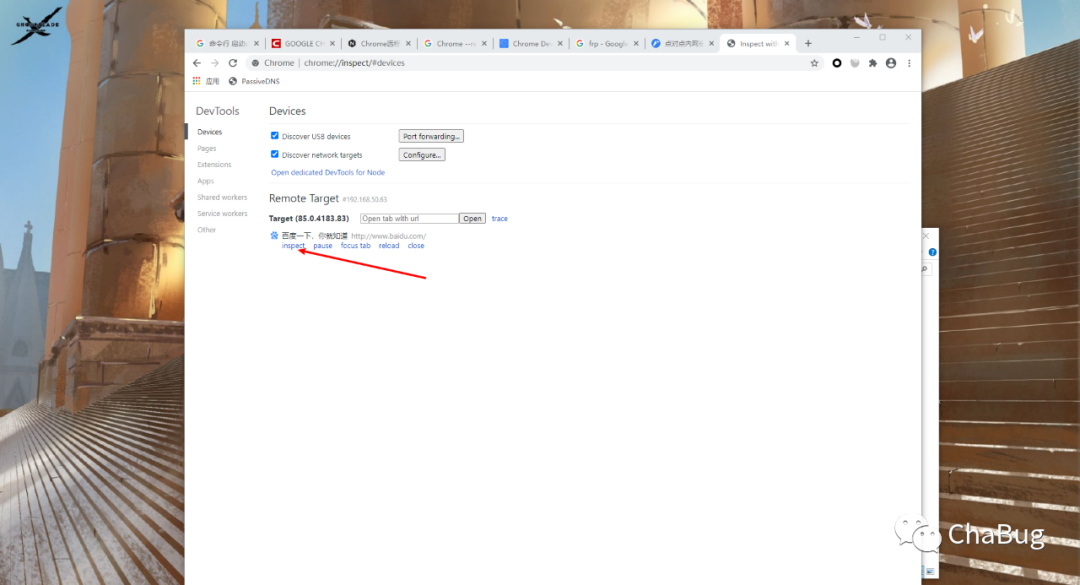 命令行 启动c
GOOGLE C
Chrome远
Chrome --r
Chrome De
frp - Googl
点对点内网
Inspect wit
Chrome | chrome://inspect/#devices
应用
PassiveDNS
DevTools
Devices
Pages
Extensions
Apps
Shared workers
Service workers
Other
Devices
Discover USB devices
Port forwarding...
Discover network targets
Configure...
Open dedicated DevTools for Node
Remote Target #192.168.50.63
Target (85.0.4183.83)
Open tab with url
Open
trace
百度一下，你就知道 http://www.baidu.com/
inspect pause focus tab reload close
ChaBug